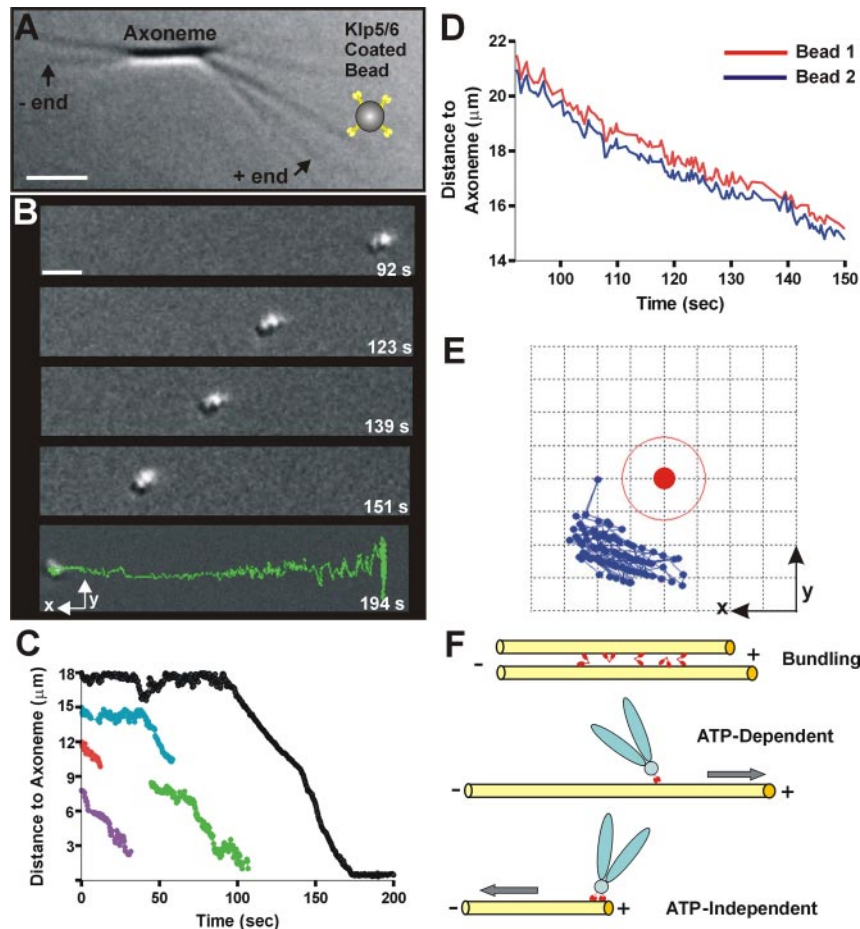 A
Axoneme
Klp5/6
Coated
Bead
- end
+ end
B
92 s
123 s
139 s
151 s
x
y
194 s
C
Distance to Axoneme (μm)
18
15
12
9
6
3
0
50
100
150
200
Time (sec)
D
Bead 1
Bead 2
Distance to
Axoneme (μm)
22
20
18
16
14
100
110
120
130
140
150
Time (sec)
E
x
y
F
-
+
Bundling
ATP-Dependent
-
+
-
+
ATP-Independent